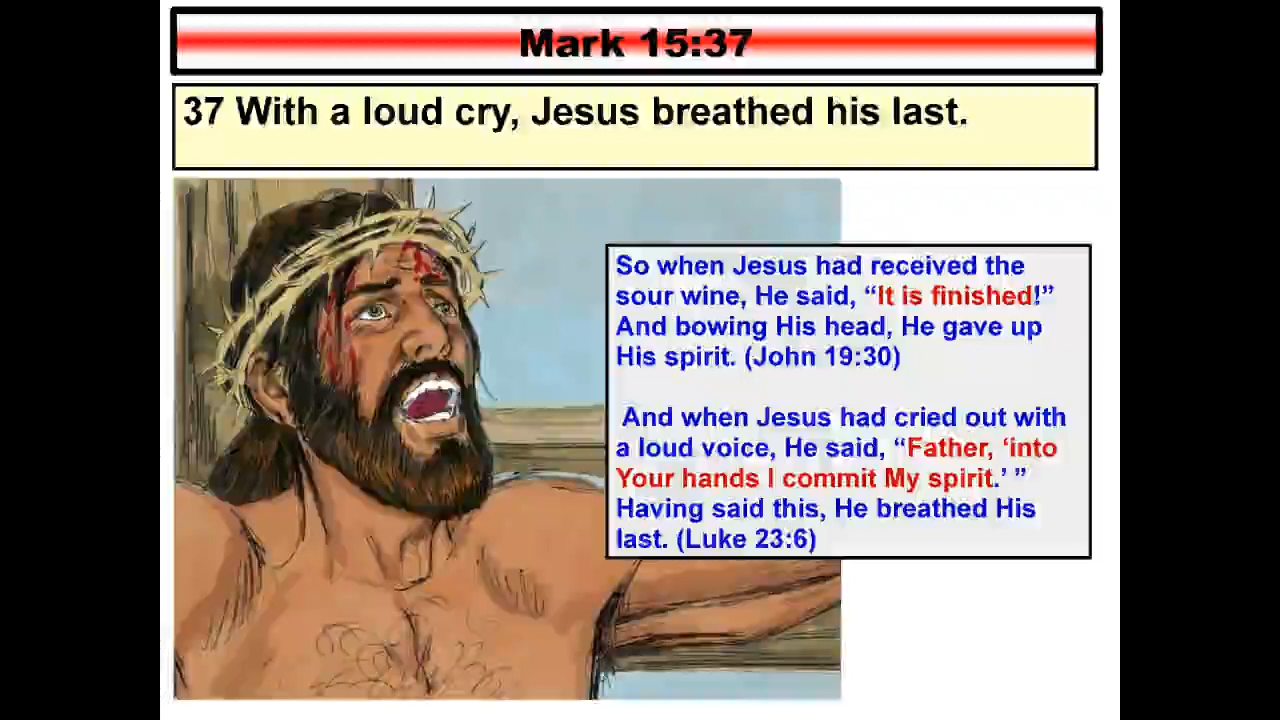 Mark 15:37
37 With a loud cry, Jesus breathed his last.
So when Jesus had received the
sour wine, He said, “It is finished!”
And bowing His head, He gave up
His spirit. (John 19:30)
And when Jesus had cried out with
a loud voice, He said, “Father, ‘into
Your hands I commit My spirit.’ ”
Having said this, He breathed His
last. (Luke 23:6)